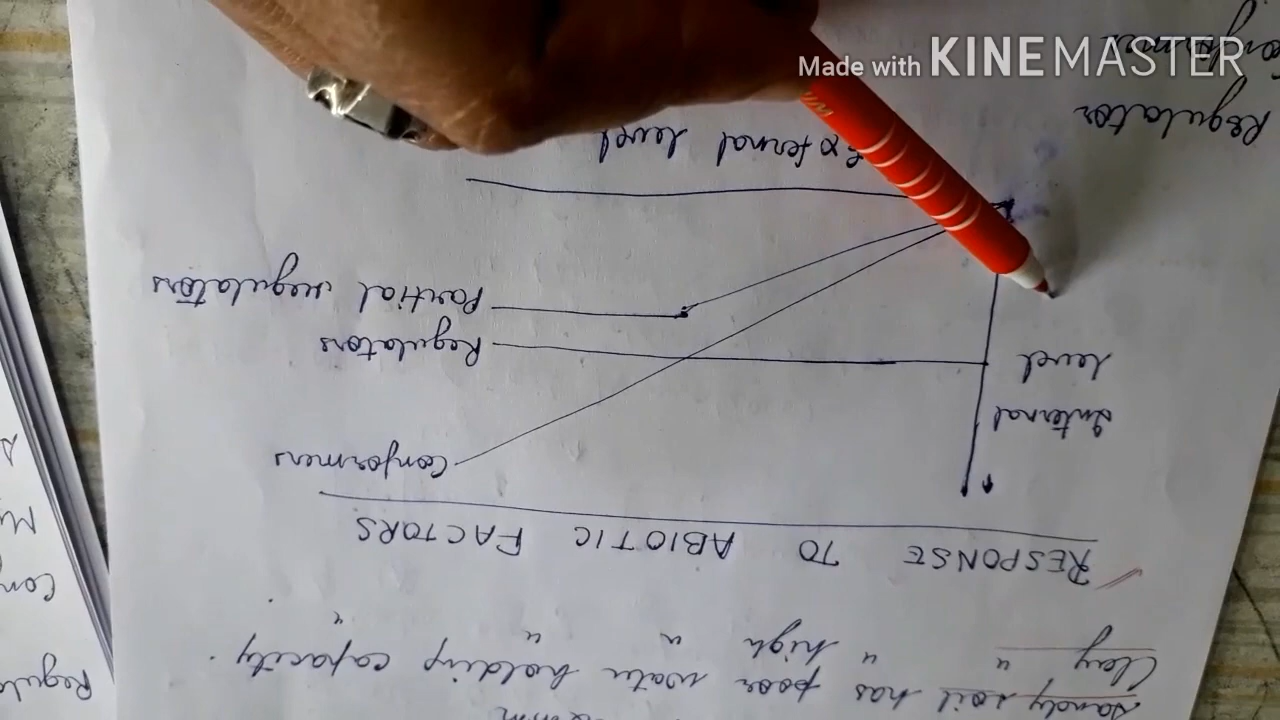 Made with KINEMASTER
Sandy soil has poor water holding capacity.
Clay " " high " " "
RESPONSE TO ABIOTIC FACTORS
Conformers
Internal
level
Regulators
Partial regulators
External level
Regulator